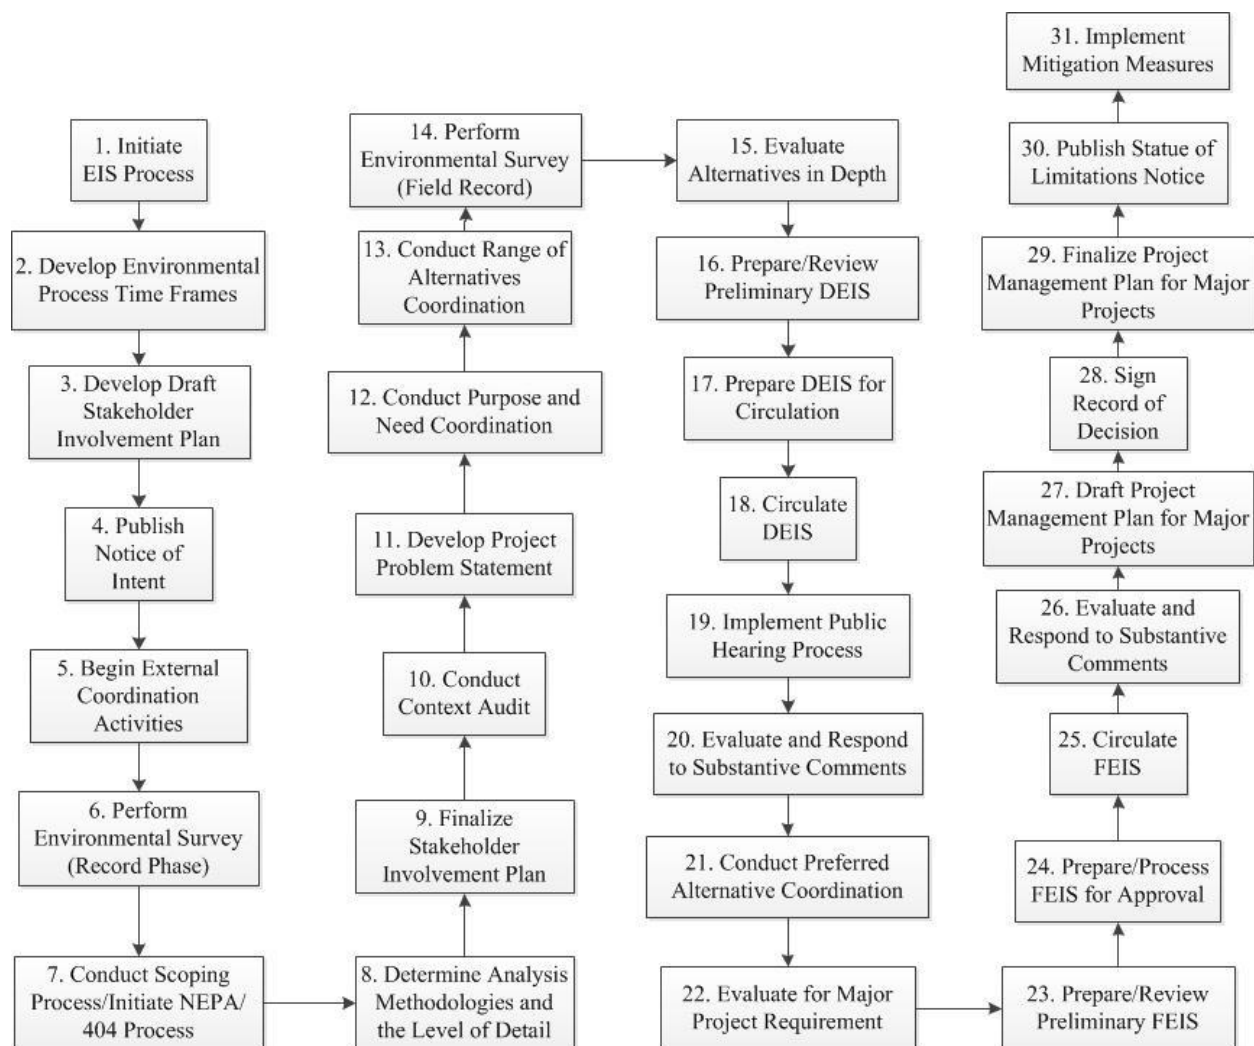 1. Initiate
EIS Process
2. Develop Environmental
Process Time Frames
3. Develop Draft
Stakeholder
Involvement Plan
4. Publish
Notice of
Intent
5. Begin External
Coordination
Activities
6. Perform
Environmental Survey
(Record Phase)
7. Conduct Scoping
Process/Initiate NEPA/
404 Process
8. Determine Analysis
Methodologies and
the Level of Detail
9. Finalize
Stakeholder
Involvement Plan
10. Conduct
Context Audit
11. Develop Project
Problem Statement
12. Conduct Purpose and
Need Coordination
13. Conduct Range of
Alternatives
Coordination
14. Perform
Environmental Survey
(Field Record)
15. Evaluate
Alternatives in Depth
16. Prepare/Review
Preliminary DEIS
17. Prepare DEIS for
Circulation
18. Circulate
DEIS
19. Implement Public
Hearing Process
20. Evaluate and Respond
to Substantive Comments
21. Conduct Preferred
Alternative Coordination
22. Evaluate for Major
Project Requirement
23. Prepare/Review
Preliminary FEIS
24. Prepare/Process
FEIS for Approval
25. Circulate
FEIS
26. Evaluate and
Respond to Substantive
Comments
27. Draft Project
Management Plan for Major
Projects
28. Sign
Record of
Decision
29. Finalize Project
Management Plan for Major
Projects
30. Publish Statue of
Limitations Notice
31. Implement
Mitigation Measures